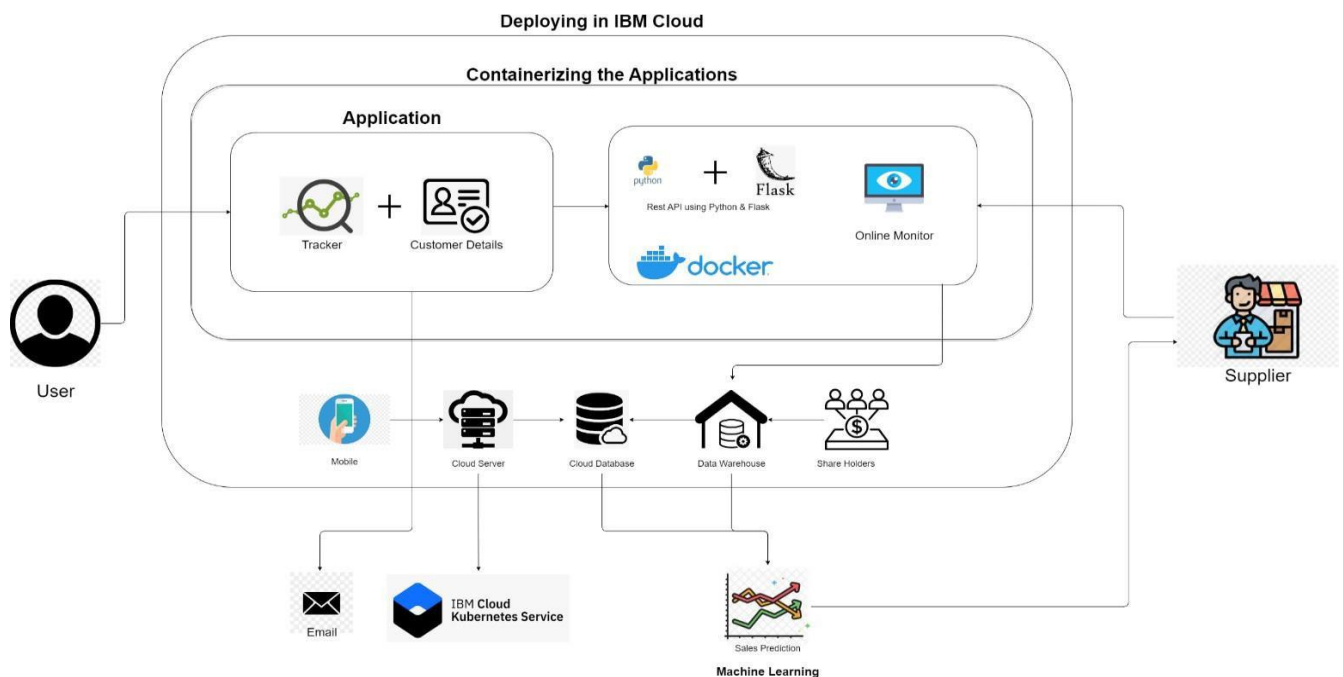 Deploying in IBM Cloud
Containerizing the Applications
Application
Tracker
Customer Details
python
Flask
Rest API using Python & Flask
Online Monitor
docker
User
Supplier
Mobile
Cloud Server
Cloud Database
Data Warehouse
Share Holders
Email
IBM Cloud
Kubernetes Service
Sales Prediction
Machine Learning